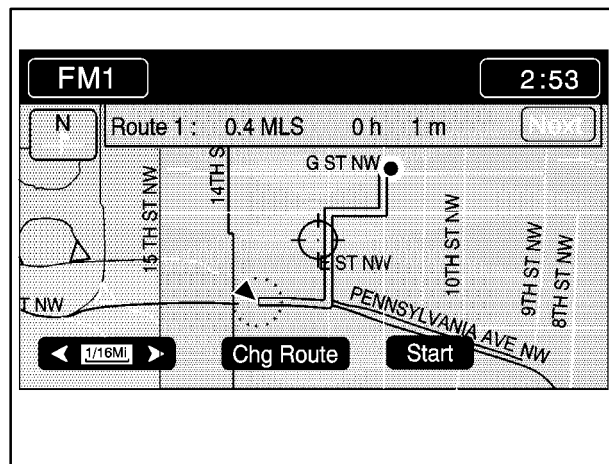 FM1
2:53
N
Route 1 : 0.4 MLS 0 h 1 m
Next
G ST NW
14TH S
15 TH ST NW
E ST NW
10TH ST NW
9TH ST NW
8TH ST NW
T NW
PENNSYLVANIA AVE NW
1/16Mi
Chg Route
Start